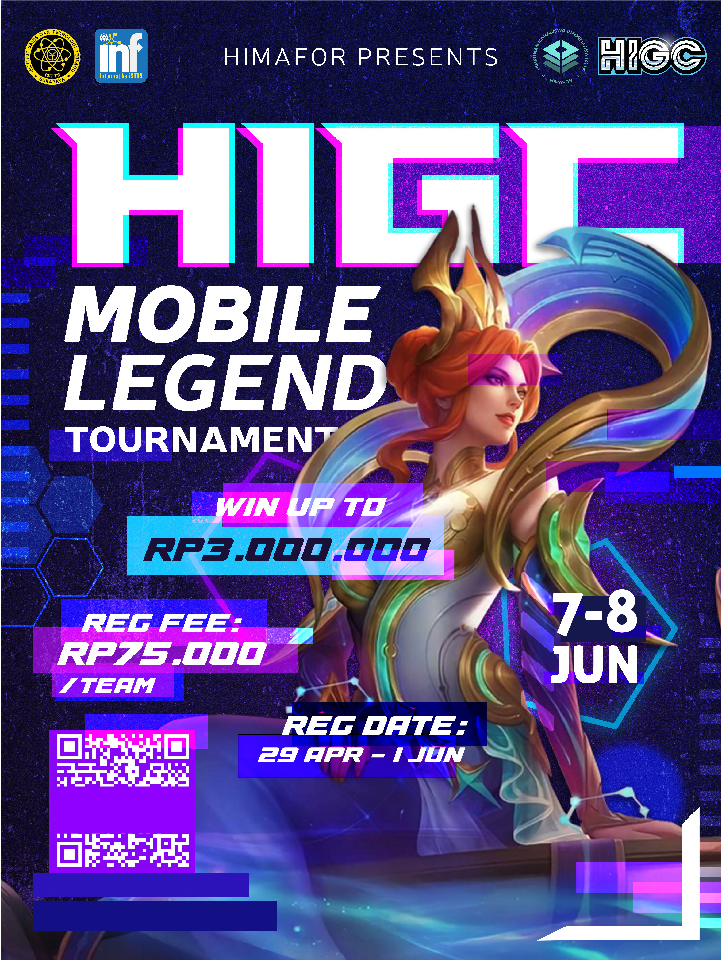 inf
HIMAFOR PRESENTS
HIGC
HIGC
MOBILE
LEGEND
TOURNAMENT
WIN UP TO
RP3.000.000
REG FEE:
RP75.000
/TEAM
7-8
JUN
REG DATE:
29 APR - 1 JUN